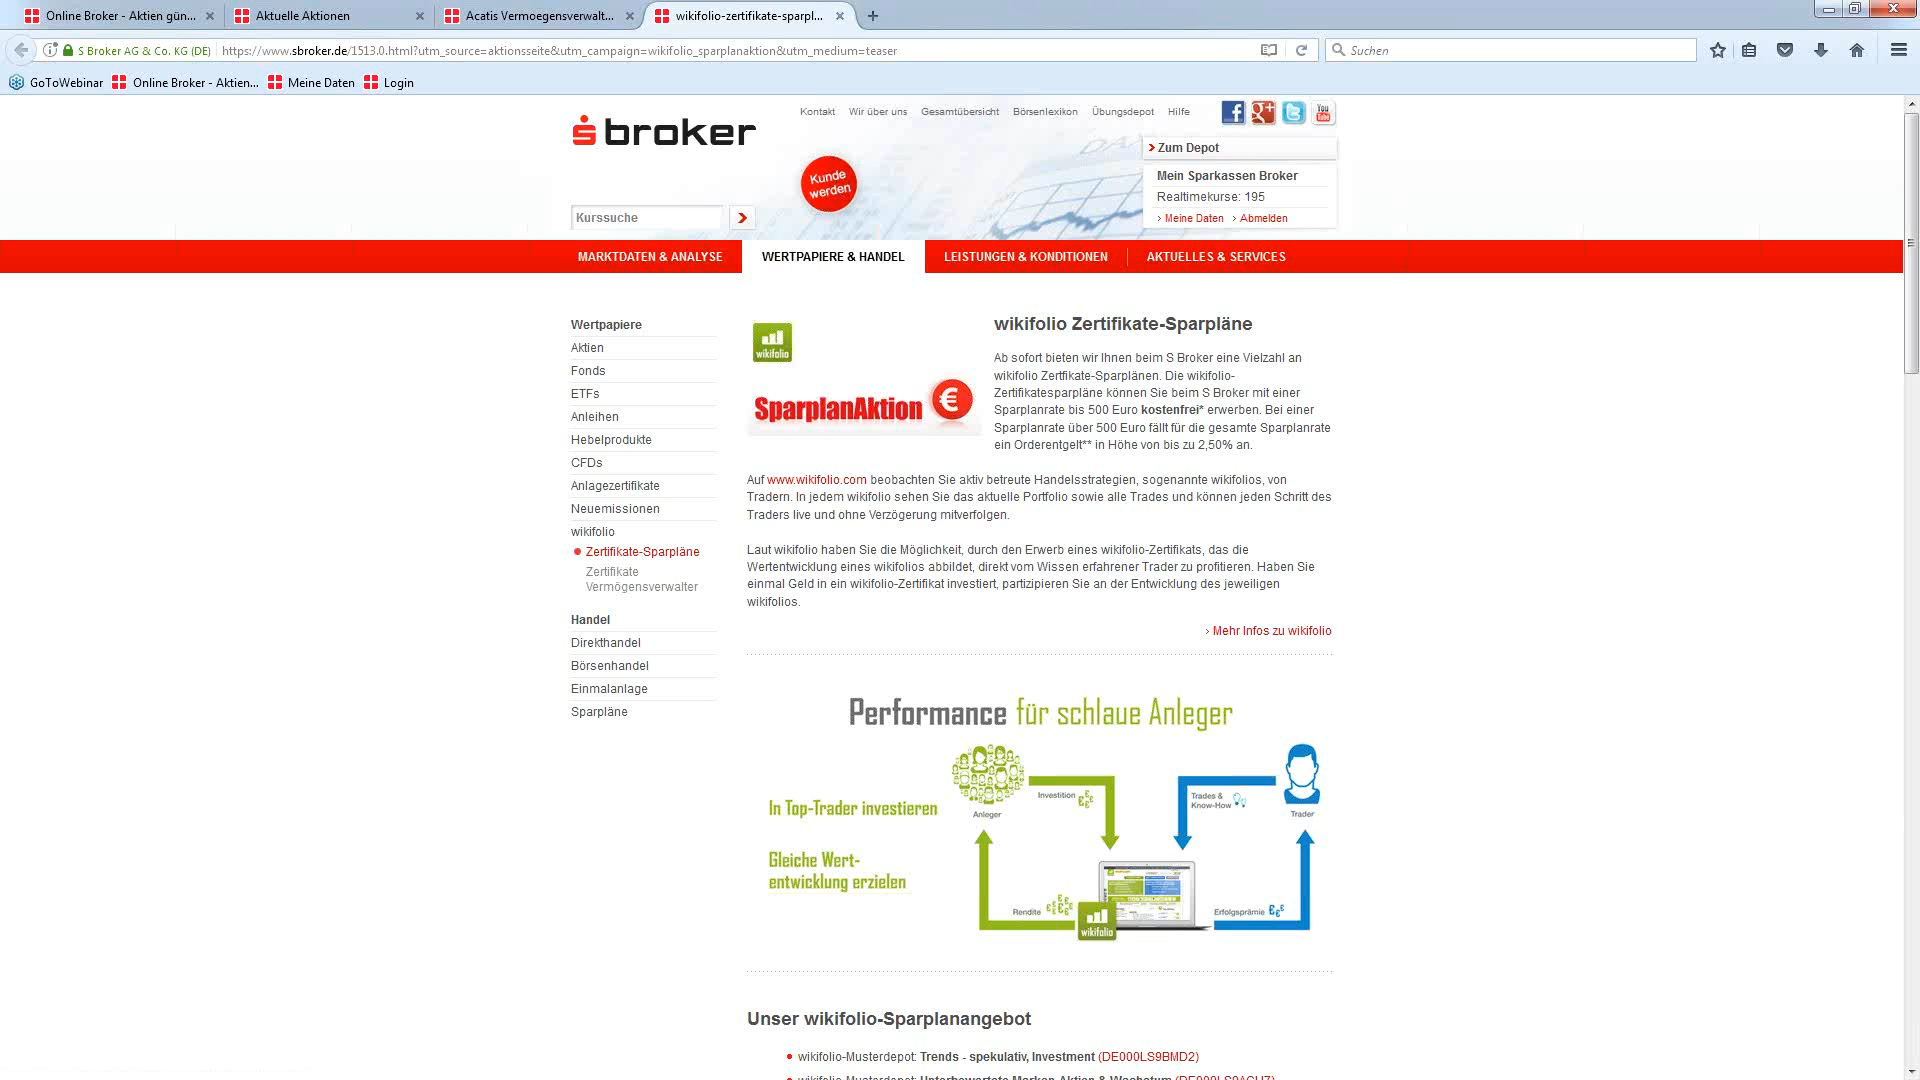 Online Broker - Aktien gün...
Aktuelle Aktionen
Acatis Vermoegensverwalt...
wikifolio-zertifikate-sparpl...
S Broker AG & Co. KG (DE)
https://www.sbroker.de/1513.0.html?utm_source=aktionsseite&utm_campaign=wikifolio_sparplanaktion&utm_medium=teaser
Suchen
GoToWebinar
Online Broker - Aktien...
Meine Daten
Login
Kontakt
Wir über uns
Gesamtübersicht
Börsenlexikon
Übungsdepot
Hilfe
You
Tube
broker
Zum Depot
Mein Sparkassen Broker
Realtimekurse: 195
Meine Daten
Abmelden
Kunde
werden
Kurssuche
MARKTDATEN & ANALYSE
WERTPAPIERE & HANDEL
LEISTUNGEN & KONDITIONEN
AKTUELLES & SERVICES
Wertpapiere
Aktien
Fonds
ETFs
Anleihen
Hebelprodukte
CFDs
Anlagezertifikate
Neuemissionen
wikifolio
Zertifikate-Sparpläne
Zertifikate
Vermögensverwalter
Handel
Direkthandel
Börsenhandel
Einmalanlage
Sparpläne
wikifolio
SparplanAktion €
wikifolio Zertifikate-Sparpläne
Ab sofort bieten wir Ihnen beim S Broker eine Vielzahl an
wikifolio Zertfikate-Sparplänen. Die wikifolio-
Zertifikatesparpläne können Sie beim S Broker mit einer
Sparplanrate bis 500 Euro kostenfrei* erwerben. Bei einer
Sparplanrate über 500 Euro fällt für die gesamte Sparplanrate
ein Orderentgelt** in Höhe von bis zu 2,50% an.
Auf www.wikifolio.com beobachten Sie aktiv betreute Handelsstrategien, sogenannte wikifolios, von
Tradern. In jedem wikifolio sehen Sie das aktuelle Portfolio sowie alle Trades und können jeden Schritt des
Traders live und ohne Verzögerung mitverfolgen.
Laut wikifolio haben Sie die Möglichkeit, durch den Erwerb eines wikifolio-Zertifikats, das die
Wertentwicklung eines wikifolios abbildet, direkt vom Wissen erfahrener Trader zu profitieren. Haben Sie
einmal Geld in ein wikifolio-Zertifikat investiert, partizipieren Sie an der Entwicklung des jeweiligen
wikifolios.
Mehr Infos zu wikifolio
Performance für schlaue Anleger
In Top-Trader investieren
Gleiche Wert-
entwicklung erzielen
Anleger
Investition
Trades &
Know-How
Trader
Rendite
Erfolgsprämie
wikifolio
Unser wikifolio-Sparplanangebot
wikifolio-Musterdepot: Trends - spekulativ, Investment (DE000LS9BMD2)
wikifolio-Musterdepot: Unterbewertete Marken-Aktien & Wachstum (DE000LS9ACH7)